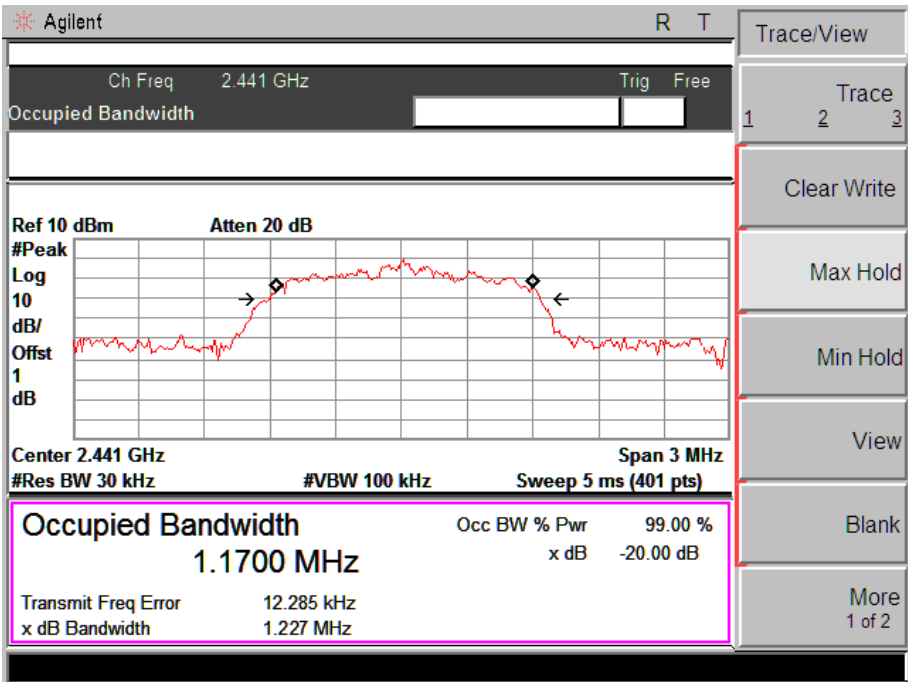 Agilent R T
Ch Freq 2.441 GHz Trig Free
Occupied Bandwidth
Ref 10 dBm Atten 20 dB
#Peak
Log
10
dB/
Offst
1
dB
Center 2.441 GHz Span 3 MHz
#Res BW 30 kHz #VBW 100 kHz Sweep 5 ms (401 pts)
Occupied Bandwidth Occ BW % Pwr 99.00 %
1.1700 MHz x dB -20.00 dB
Transmit Freq Error 12.285 kHz
x dB Bandwidth 1.227 MHz
Trace/View
Trace
1 2 3
Clear Write
Max Hold
Min Hold
View
Blank
More
1 of 2